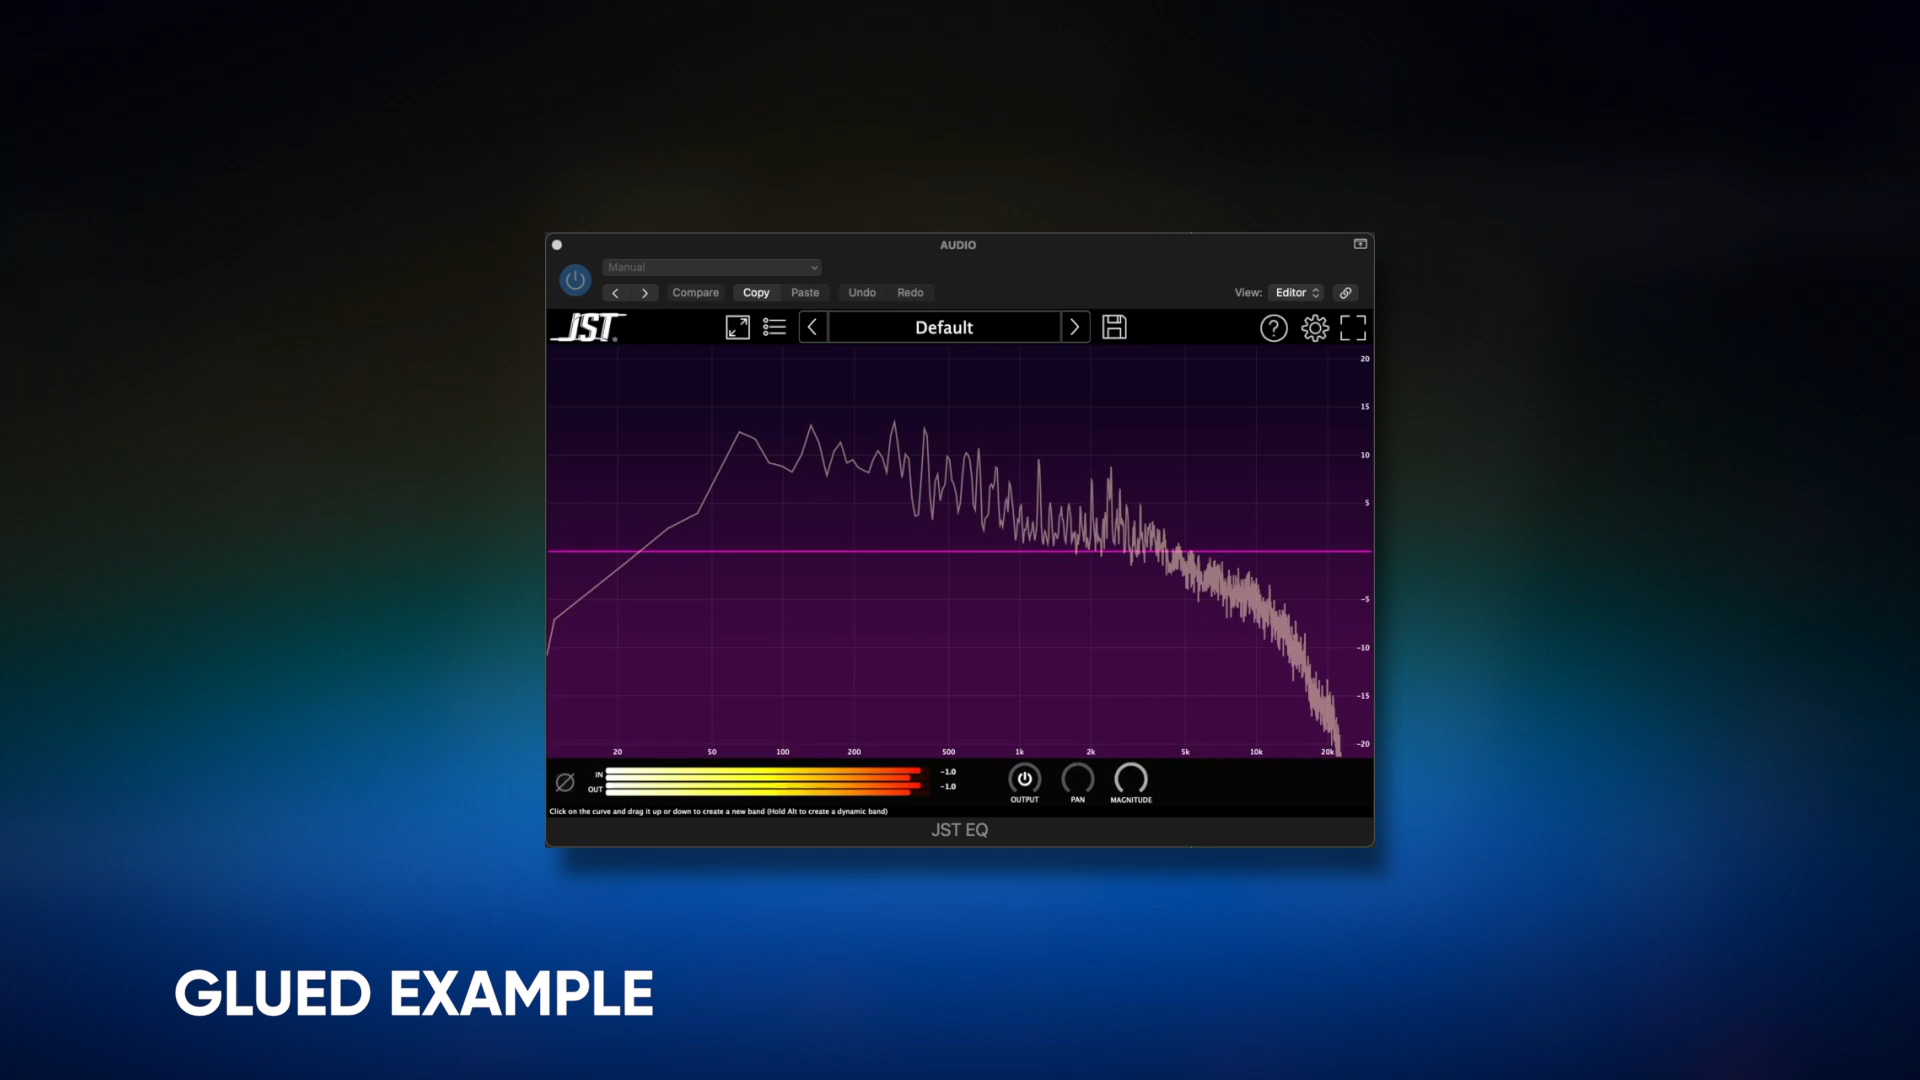 AUDIO
Manual
Compare Copy Paste Undo Redo View: Editor
JST Default
20
15
10
5
-5
-10
-15
-20
20 50 100 200 500 1k 2k 5k 10k 20k
IN -1.0
OUT -1.0
OUTPUT PAN MAGNITUDE
Click on the curve and drag it up or down to create a new band (Hold Alt to create a dynamic band)
JST EQ
GLUED EXAMPLE